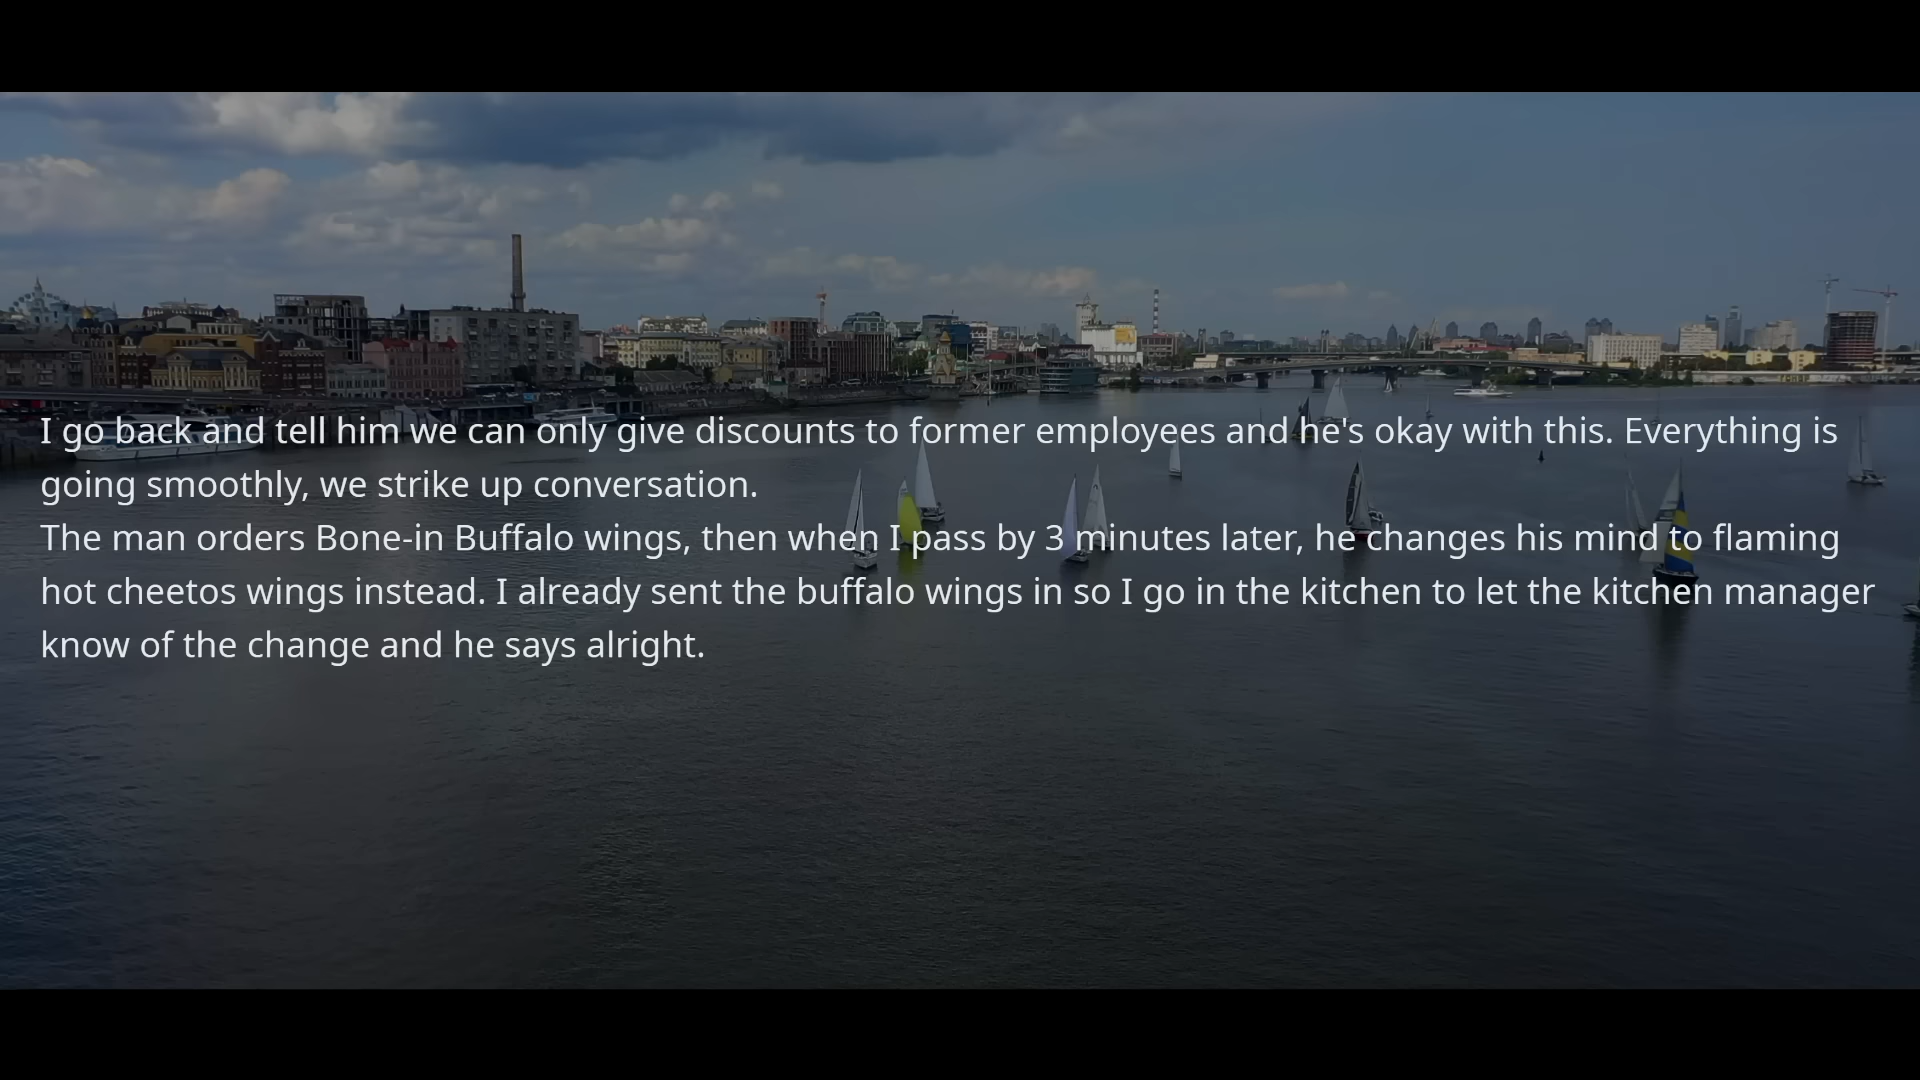 I go back and tell him we can only give discounts to former employees and he's okay with this. Everything is
going smoothly, we strike up conversation.
The man orders Bone-in Buffalo wings, then when I pass by 3 minutes later, he changes his mind to flaming
hot cheetos wings instead. I already sent the buffalo wings in so I go in the kitchen to let the kitchen manager
know of the change and he says alright.